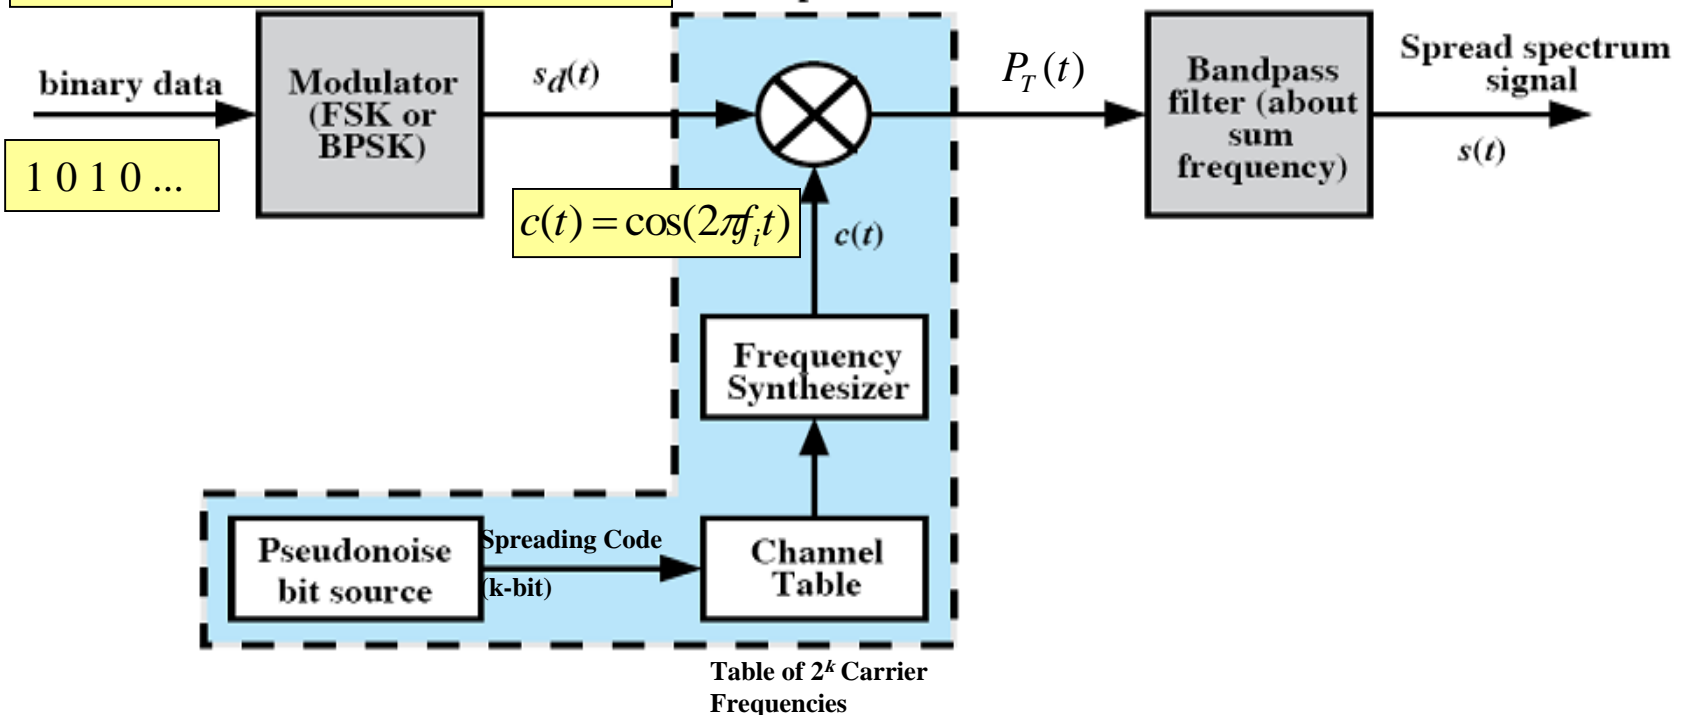 binary data
1 0 1 0 ...
Modulator
(FSK or
BPSK)
s_d(t)
c(t) = cos(2πf_i t)
c(t)
P_T(t)
Bandpass
filter (about
sum
frequency)
Spread spectrum
signal
s(t)
Frequency
Synthesizer
Pseudonoise
bit source
Spreading Code
(k-bit)
Channel
Table
Table of 2^k Carrier
Frequencies